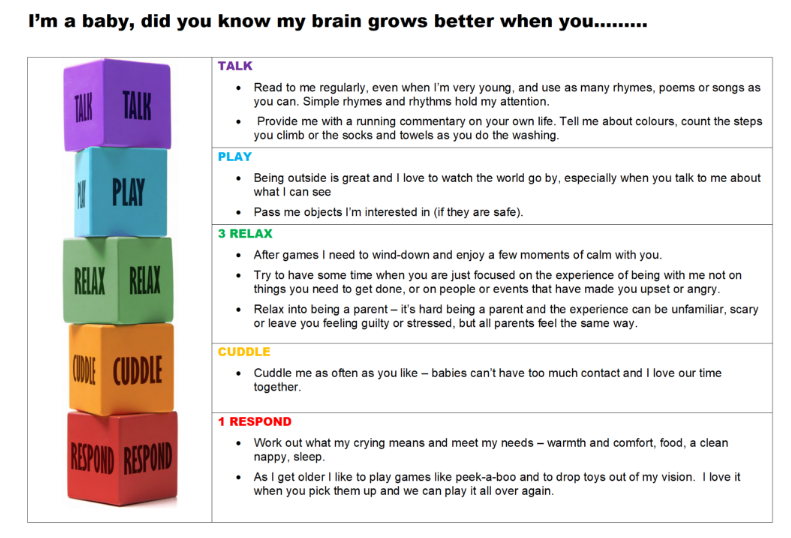 I'm a baby, did you know my brain grows better when you.........
TALK TALK
PLAY PLAY
RELAX RELAX
CUDDLE CUDDLE
RESPOND RESPOND
TALK
• Read to me regularly, even when I'm very young, and use as many rhymes, poems or songs as
you can. Simple rhymes and rhythms hold my attention.
• Provide me with a running commentary on your own life. Tell me about colours, count the steps
you climb or the socks and towels as you do the washing.
PLAY
• Being outside is great and I love to watch the world go by, especially when you talk to me about
what I can see
• Pass me objects I'm interested in (if they are safe).
3 RELAX
• After games I need to wind-down and enjoy a few moments of calm with you.
• Try to have some time when you are just focused on the experience of being with me not on
things you need to get done, or on people or events that have made you upset or angry.
• Relax into being a parent – it's hard being a parent and the experience can be unfamiliar, scary
or leave you feeling guilty or stressed, but all parents feel the same way.
CUDDLE
• Cuddle me as often as you like – babies can't have too much contact and I love our time
together.
1 RESPOND
• Work out what my crying means and meet my needs – warmth and comfort, food, a clean
nappy, sleep.
• As I get older I like to play games like peek-a-boo and to drop toys out of my vision. I love it
when you pick them up and we can play it all over again.